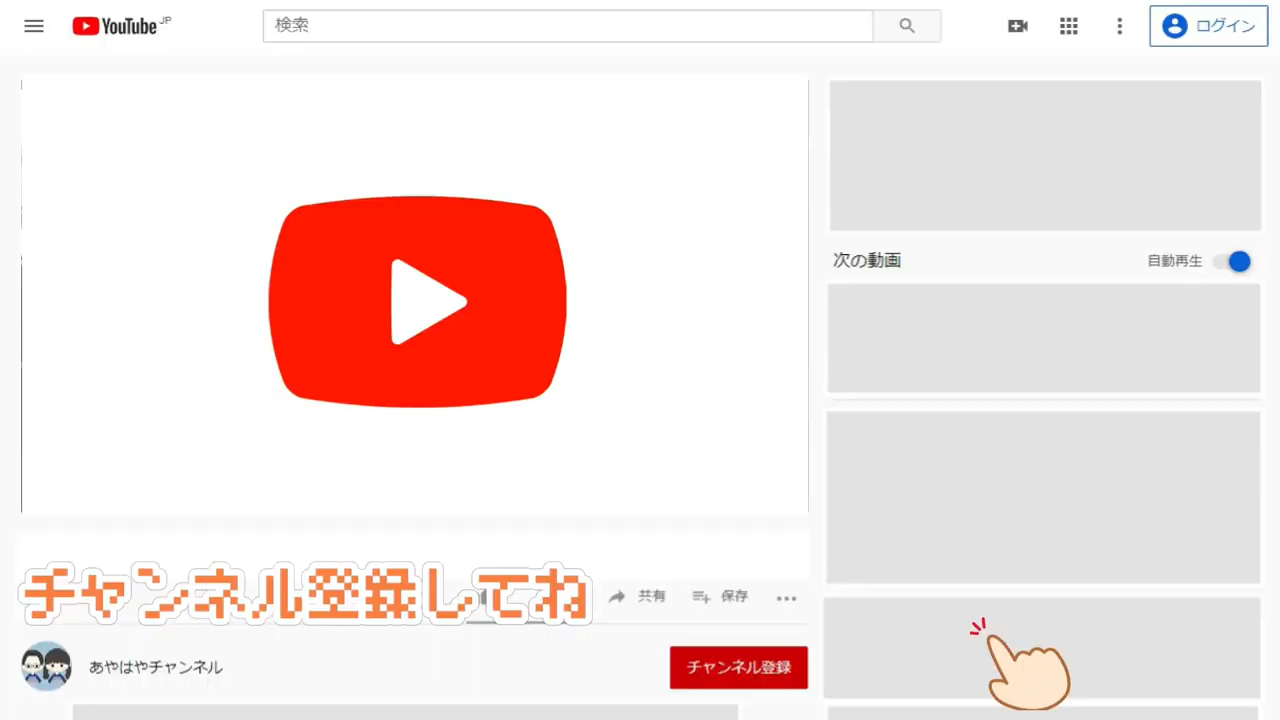 YouTube JP
検索
ログイン
次の動画
自動再生
チャンネル登録してね
共有
保存
あやはやチャンネル
チャンネル登録